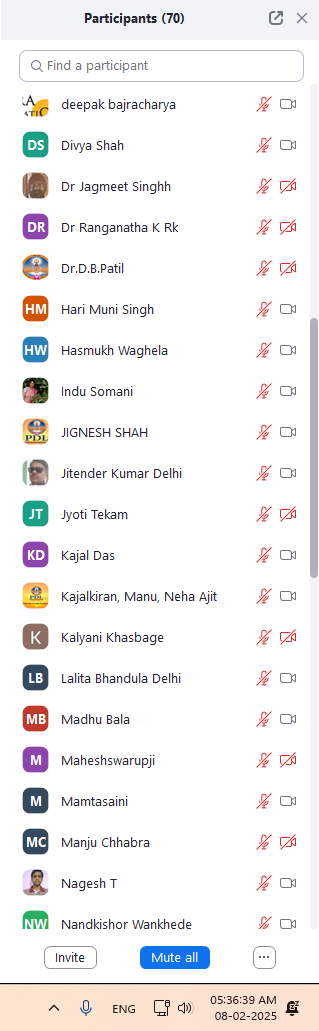 Participants (70)
Find a participant
deepak bajracharya
DS Divya Shah
Dr Jagmeet Singhh
DR Dr Ranganatha K Rk
Dr.D.B.Patil
HM Hari Muni Singh
HW Hasmukh Waghela
Indu Somani
PDL JIGNESH SHAH
Jitender Kumar Delhi
JT Jyoti Tekam
KD Kajal Das
PDL Kajalkiran, Manu, Neha Ajit
K Kalyani Khasbage
LB Lalita Bhandula Delhi
MB Madhu Bala
M Maheshswarupji
M Mamtasaini
MC Manju Chhabra
Nagesh T
NW Nandkishor Wankhede
Invite Mute all ...
ENG 05:36:39 AM
08-02-2025